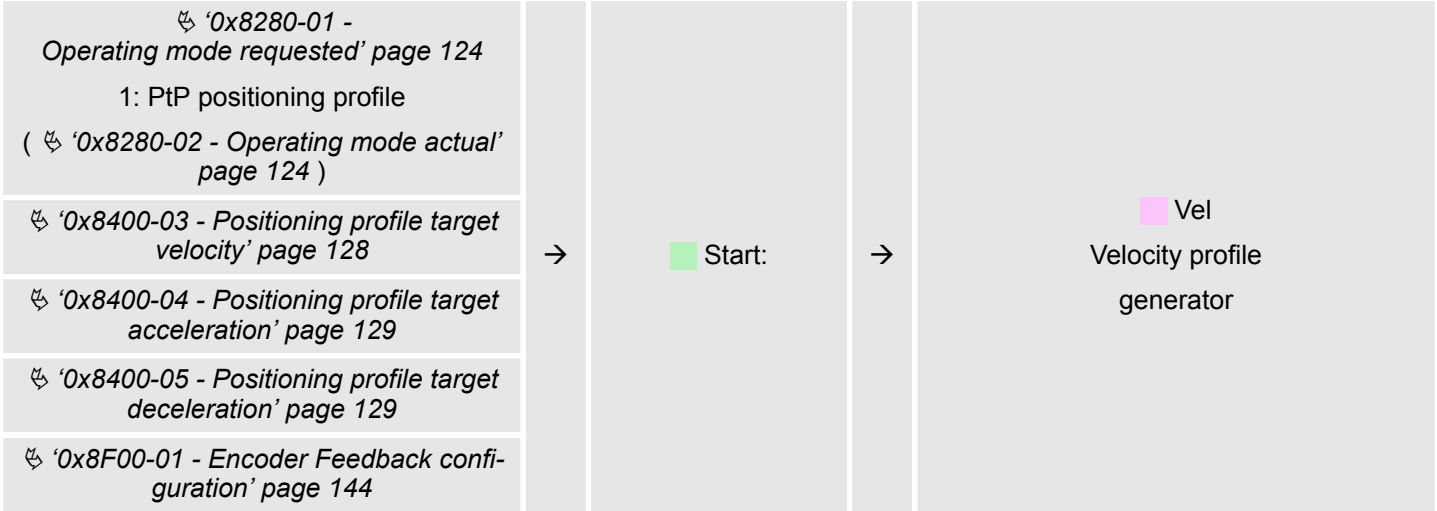 ↳ ‘0x8280-01 -
Operating mode requested’ page 124
1: PtP positioning profile
( ↳ ‘0x8280-02 - Operating mode actual’
page 124 )
↳ ‘0x8400-03 - Positioning profile target
velocity’ page 128
↳ ‘0x8400-04 - Positioning profile target
acceleration’ page 129
↳ ‘0x8400-05 - Positioning profile target
deceleration’ page 129
↳ ‘0x8F00-01 - Encoder Feedback confi-
guration’ page 144
→
Start:
→
Vel
Velocity profile
generator